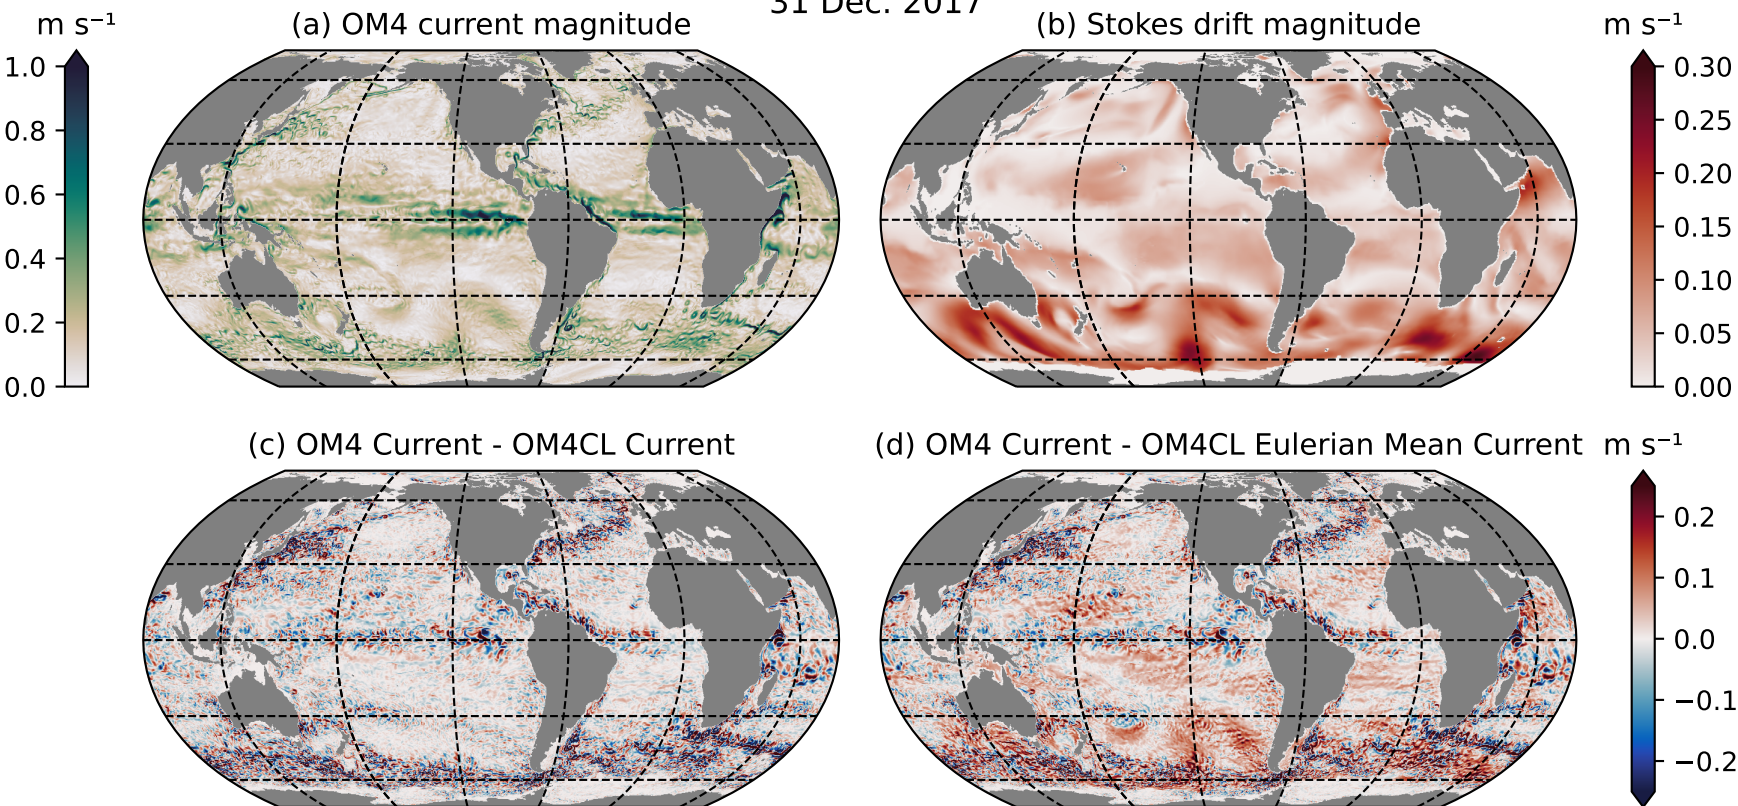 31 Dec. 2017
m s⁻¹
(a) OM4 current magnitude
(b) Stokes drift magnitude
m s⁻¹
1.0
0.8
0.6
0.4
0.2
0.0
0.30
0.25
0.20
0.15
0.10
0.05
0.00
(c) OM4 Current - OM4CL Current
(d) OM4 Current - OM4CL Eulerian Mean Current
m s⁻¹
0.2
0.1
0.0
−0.1
−0.2